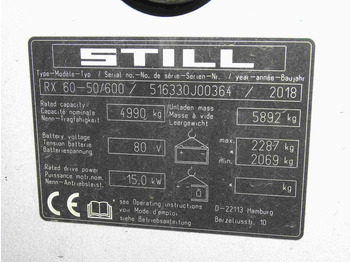 STILL
Type-Modèle-Typ / Serial no.-No. de série-Serien-Nr. / year-année-Baujahr
RX 60-50/600 / 516330J00364 / 2018
Rated capacity
Capacité nominale
Nenn-Tragfähigkeit
4990 kg
Unladen mass
Masse à vide
Leergewicht
5892 kg
Battery voltage
Tension batterie
Batteriespannung
80 V
max.
2287 kg
min.
2069 kg
Rated drive power
Puissance motr.nom.
Nenn-Antriebsleist.
15.0 kW
kg
CE
see Operating instructions
voir Mode d'emploi
siehe Betriebsanleitung
D-22113 Hamburg
Berzeliusstr. 10